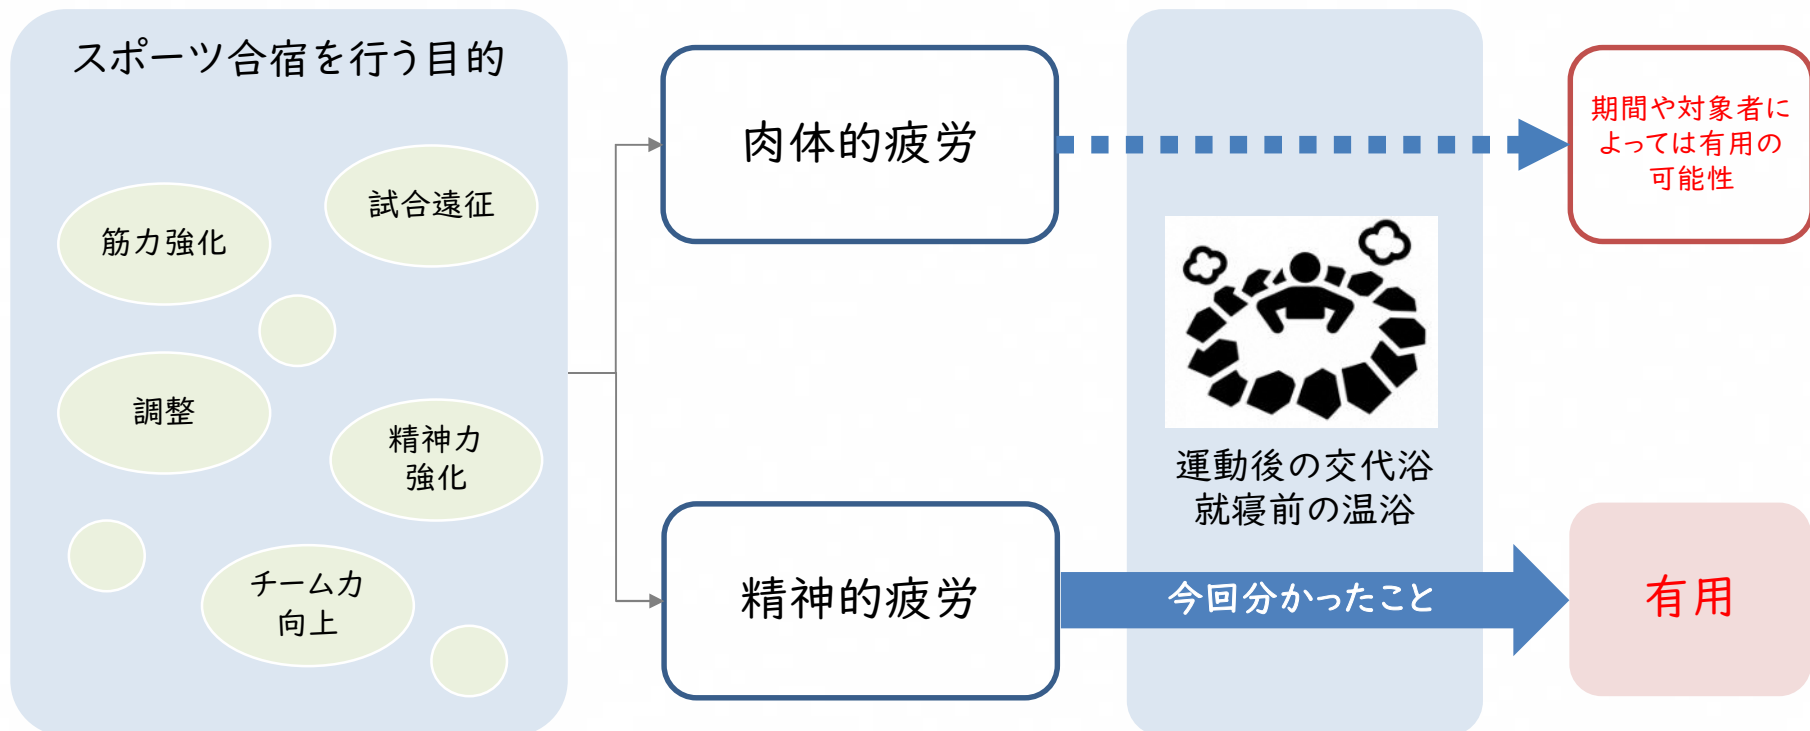 スポーツ合宿を行う目的
試合遠征
筋力強化
調整
精神力
強化
チーム力
向上
肉体的疲労
精神的疲労
運動後の交代浴
就寝前の温浴
今回分かったこと
期間や対象者に
よっては有用の
可能性
有用